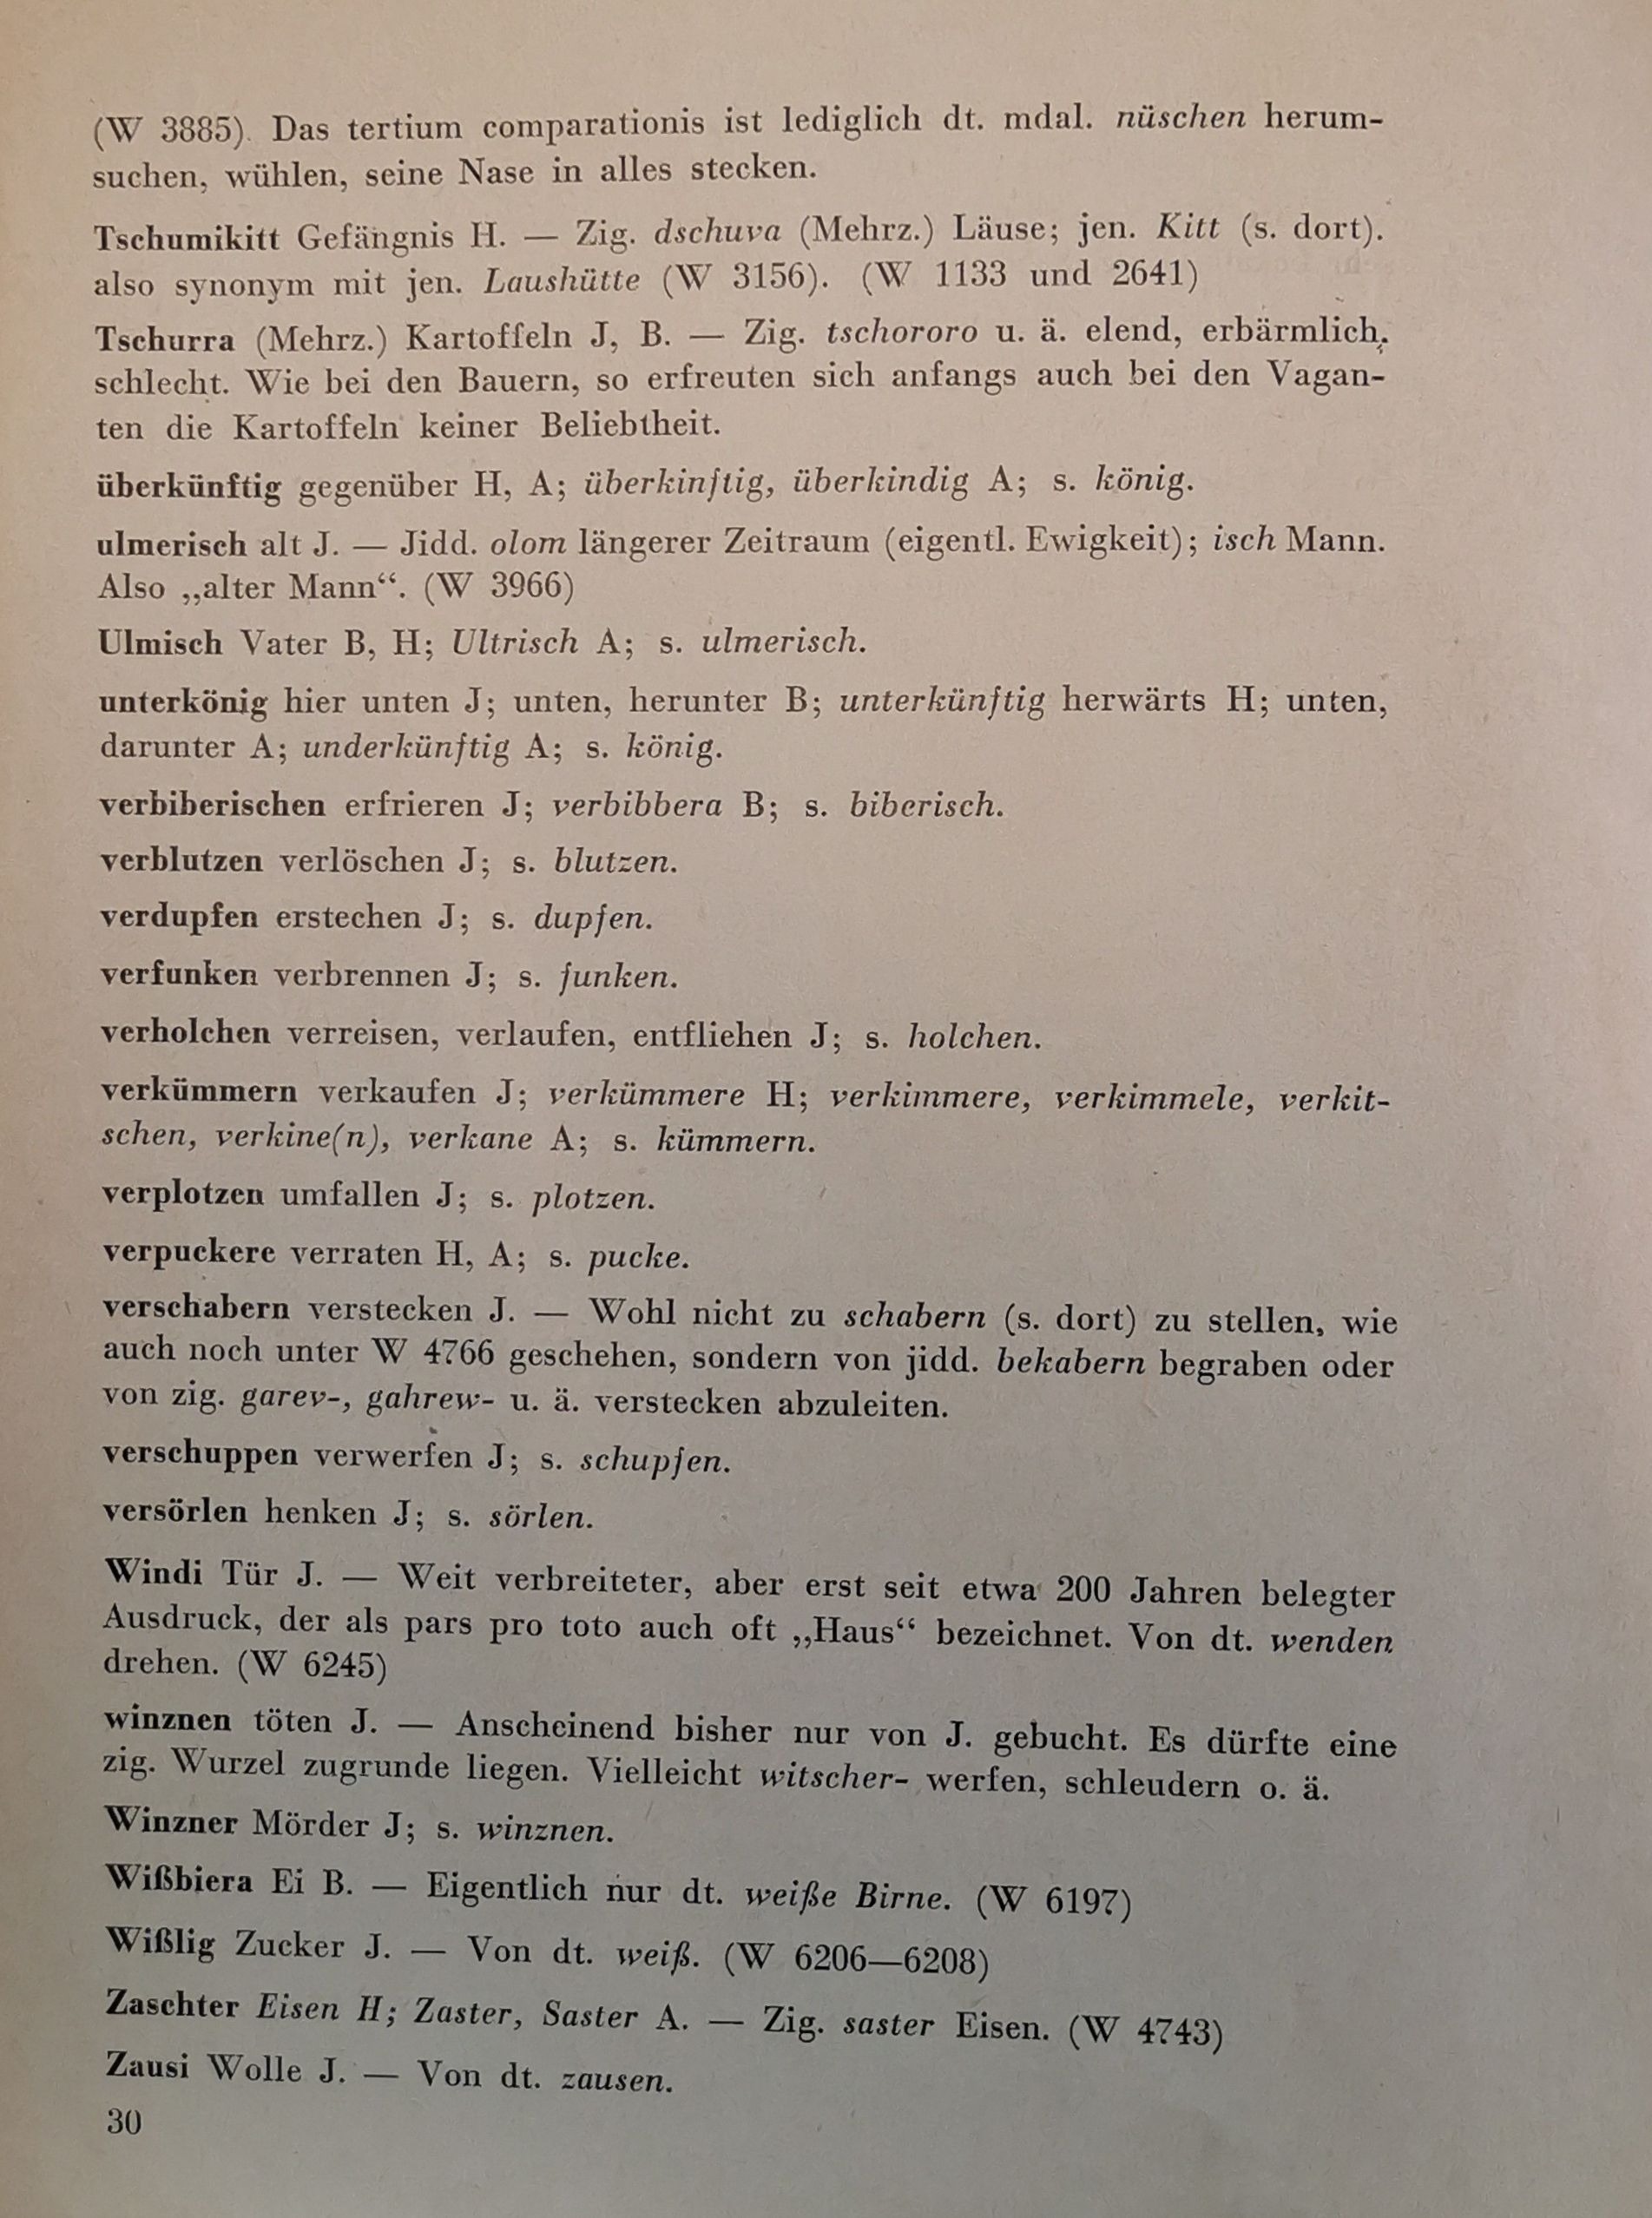 (W 3885). Das tertium comparationis ist lediglich dt. mdal. nüschen herum-
suchen, wühlen, seine Nase in alles stecken.
Tschumikitt Gefängnis H. — Zig. dschuva (Mehrz.) Läuse; jen. Kitt (s. dort).
also synonym mit jen. Laushütte (W 3156). (W 1133 und 2641)
Tschurra (Mehrz.) Kartoffeln J, B. — Zig. tschororo u. ä. elend, erbärmlich,
schlecht. Wie bei den Bauern, so erfreuten sich anfangs auch bei den Vagan-
ten die Kartoffeln keiner Beliebtheit.
überkünftig gegenüber H, A; überkinftig, überkindig A; s. könig.
ulmerisch alt J. — Jidd. olom längerer Zeitraum (eigentl. Ewigkeit); isch Mann.
Also „alter Mann“. (W 3966)
Ulmisch Vater B, H; Ultrisch A; s. ulmerisch.
unterkönig hier unten J; unten, herunter B; unterkünftig herwärts H; unten,
darunter A; underkünftig A; s. könig.
verbiberischen erfrieren J; verbibbera B; s. biberisch.
verblutzen verlöschen J; s. blutzen.
verdupfen erstechen J; s. dupfen.
verfunken verbrennen J; s. funken.
verholchen verreisen, verlaufen, entfliehen J; s. holchen.
verkümmern verkaufen J; verkümmere H; verkimmere, verkimmele, verkit-
schen, verkine(n), verkane A; s. kümmern.
verplotzen umfallen J; s. plotzen.
verpuckere verraten H, A; s. pucke.
verschabern verstecken J. — Wohl nicht zu schabern (s. dort) zu stellen, wie
auch noch unter W 4766 geschehen, sondern von jidd. bekabern begraben oder
von zig. garev-, gahrew- u. ä. verstecken abzuleiten.
verschuppen verwerfen J; s. schupfen.
versörlen henken J; s. sörlen.
Windi Tür J. — Weit verbreiteter, aber erst seit etwa 200 Jahren belegter
Ausdruck, der als pars pro toto auch oft „Haus“ bezeichnet. Von dt. wenden
drehen. (W 6245)
winznen töten J. — Anscheinend bisher nur von J. gebucht. Es dürfte eine
zig. Wurzel zugrunde liegen. Vielleicht witscher- werfen, schleudern o. ä.
Winzner Mörder J; s. winznen.
Wißbiera Ei B. — Eigentlich nur dt. weiße Birne. (W 6197)
Wißlig Zucker J. — Von dt. weiß. (W 6206—6208)
Zaschter Eisen H; Zaster, Saster A. — Zig. saster Eisen. (W 4743)
Zausi Wolle J. — Von dt. zausen.
30